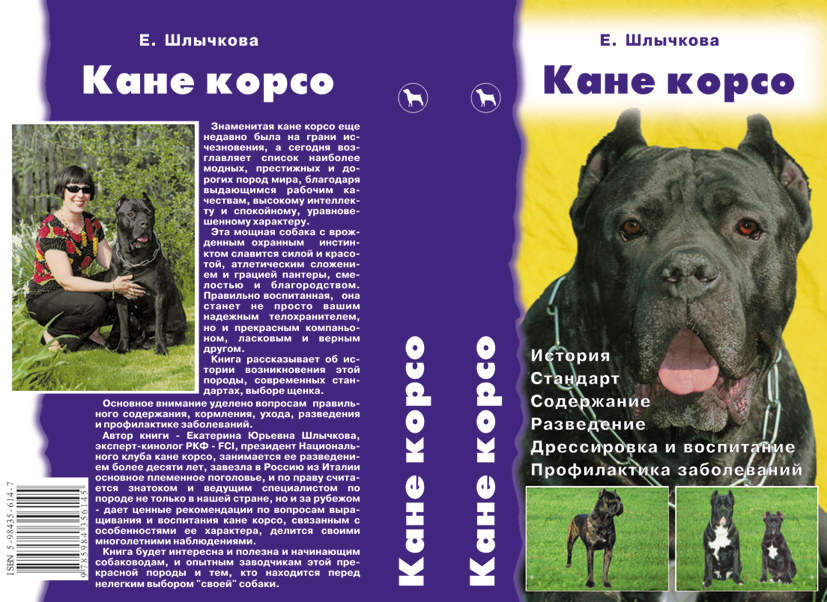 Е. Шлычкова
Кане корсо
Знаменитая кане корсо еще
недавно была на грани ис-
чезновения, а сегодня воз-
главляет список наиболее
модных, престижных и до-
рогих пород мира, благодаря
выдающимся рабочим ка-
чествам, высокому интеллек-
ту и спокойному, уравнове-
шенному характеру.
Эта мощная собака с врож-
денным охранным инстин-
ктом славится силой и красо-
той, атлетическим сложени-
ем и грацией пантеры, сме-
лостью и благородством.
Правильно воспитанная, она
станет не просто вашим
надежным телохранителем,
но и прекрасным компаньо-
ном, ласковым и верным
другом.
Книга рассказывает об ис-
тории возникновения этой
породы, современных стан-
дартах, выборе щенка.
Основное внимание уделено вопросам правиль-
ного содержания, кормления, ухода, разведения
и профилактике заболеваний.
Автор книги - Екатерина Юрьевна Шлычкова,
эксперт-кинолог РКФ - FCI, президент Националь-
ного клуба кане корсо, занимается ее разведени-
ем более десяти лет, завезла в Россию из Италии
основное племенное поголовье, и по праву счита-
ется знатоком и ведущим специалистом по
породе не только в нашей стране, но и за рубежом
- дает ценные рекомендации по вопросам выра-
щивания и воспитания кане корсо, связанным с
особенностями ее характера, делится своими
многолетними наблюдениями.
Книга будет интересна и полезна и начинающим
собаководам, и опытным заводчикам этой пре-
красной породы и тем, кто находится перед
нелегким выбором "своей" собаки.
ISBN 5-98435-614-7
9785984356145
Кане корсо
Кане корсо
Е. Шлычкова
Кане корсо
История
Стандарт
Содержание
Разведение
Дрессировка и воспитание
Профилактика заболеваний